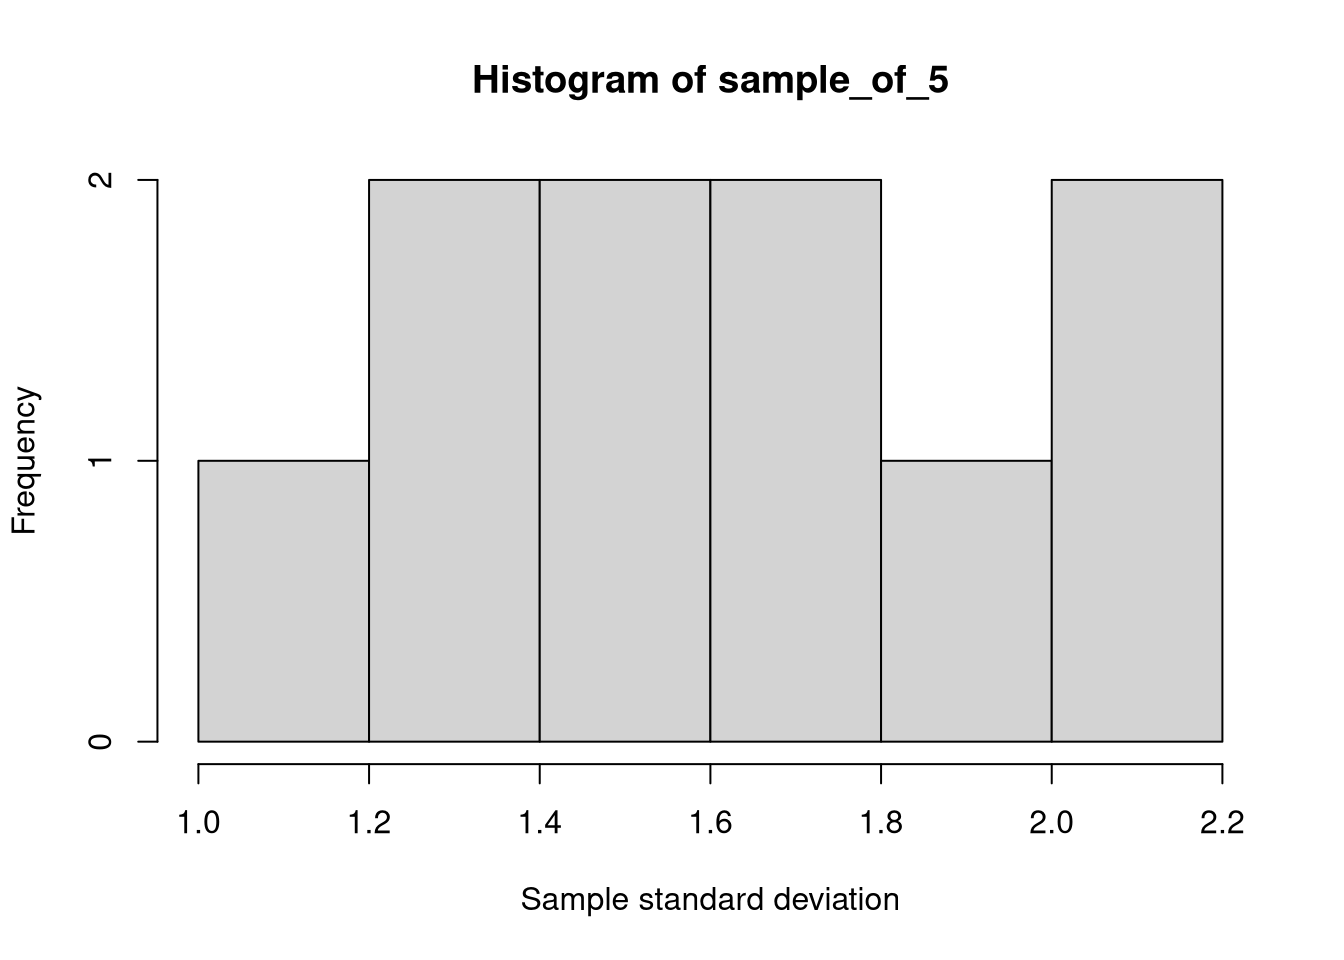 Histogram of sample_of_5
2
1
0
Frequency
1.0 1.2 1.4 1.6 1.8 2.0 2.2
Sample standard deviation